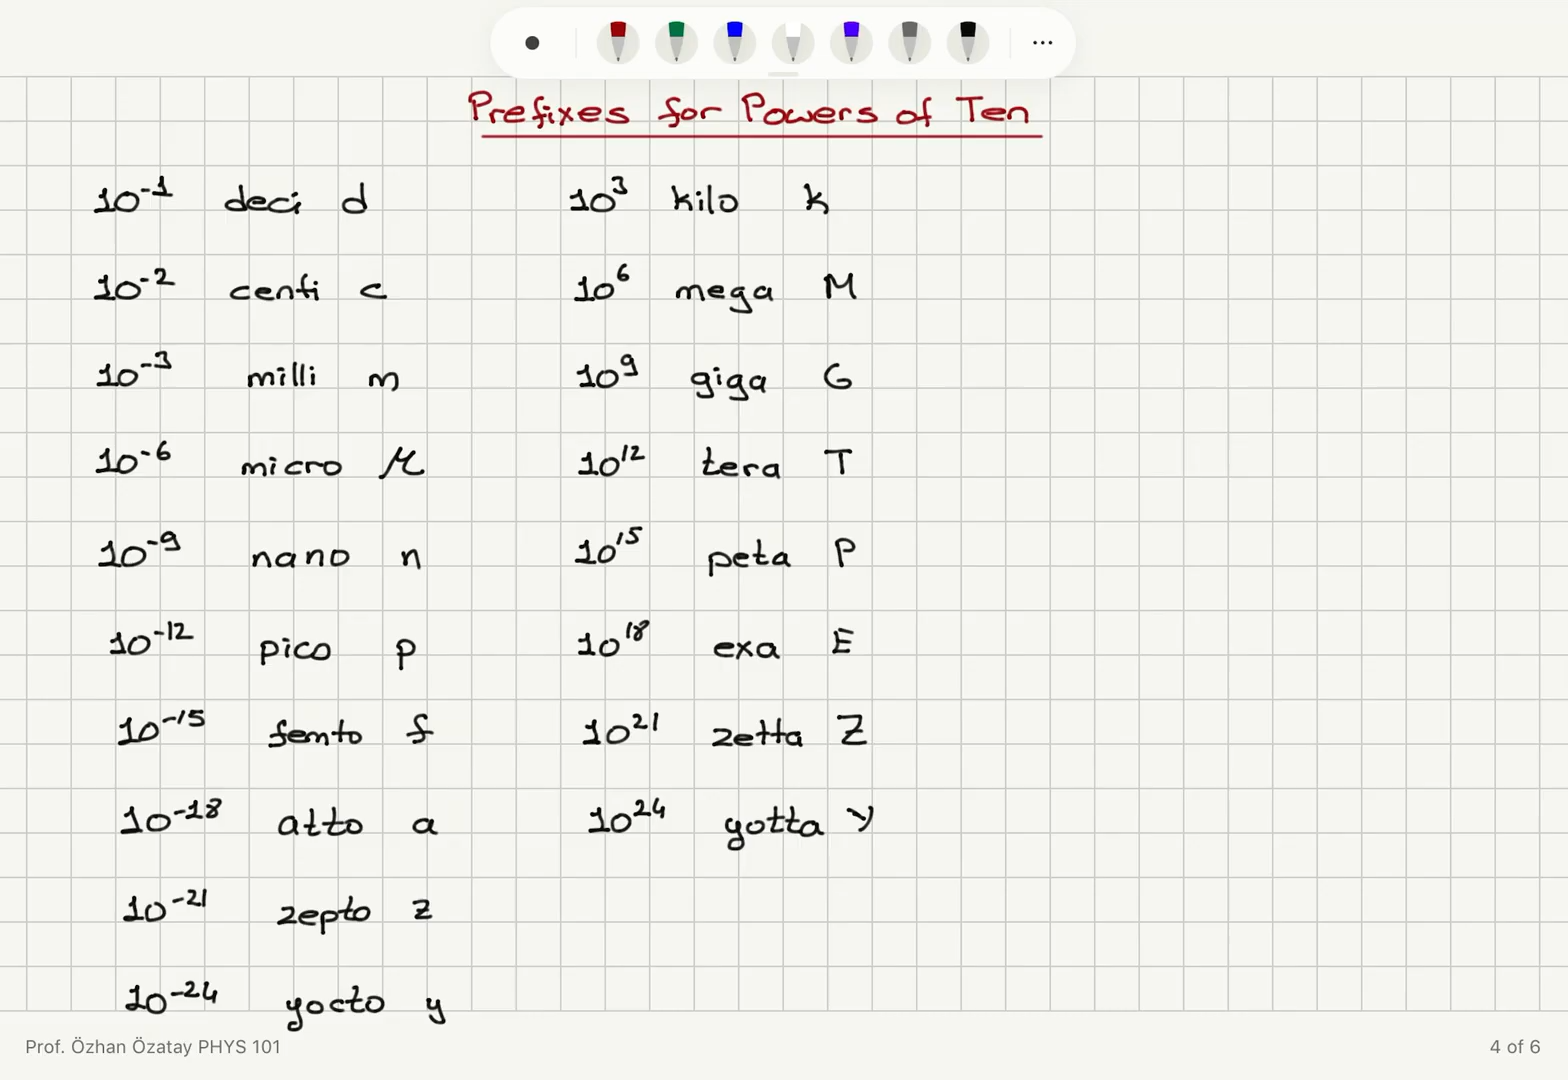 Prefixes for Powers of Ten
10⁻¹ deci d
10⁻² centi c
10⁻³ milli m
10⁻⁶ micro μ
10⁻⁹ nano n
10⁻¹² pico p
10⁻¹⁵ femto f
10⁻¹⁸ atto a
10⁻²¹ zepto z
10⁻²⁴ yocto y
10³ kilo k
10⁶ mega M
10⁹ giga G
10¹² tera T
10¹⁵ peta P
10¹⁸ exa E
10²¹ zetta Z
10²⁴ yotta Y
Prof. Özhan Özatay PHYS 101
4 of 6